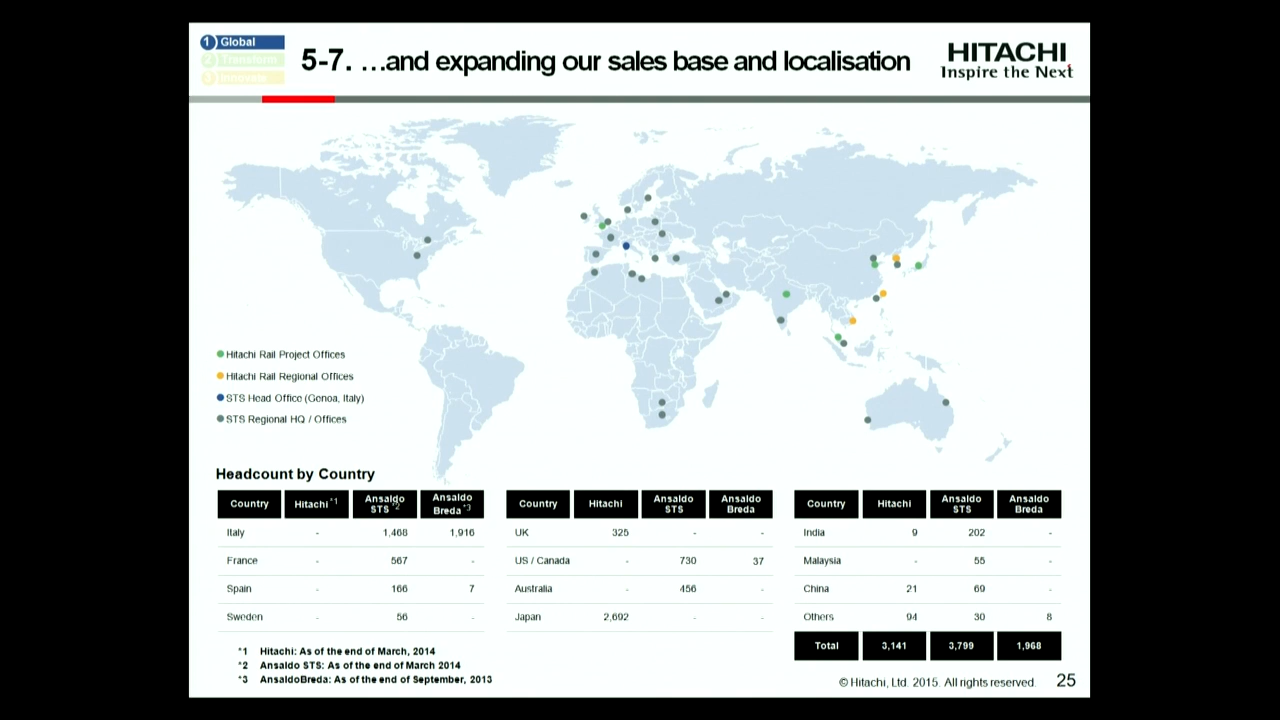 1 Global
2 Transform
3 Innovate
5-7. …and expanding our sales base and localisation
HITACHI
Inspire the Next
Hitachi Rail Project Offices
Hitachi Rail Regional Offices
STS Head Office (Genoa, Italy)
STS Regional HQ / Offices
Headcount by Country
Country Hitachi *1 Ansaldo STS *2 Ansaldo Breda *3
Italy - 1,468 1,916
France - 567 -
Spain - 166 7
Sweden - 56 -
Country Hitachi Ansaldo STS Ansaldo Breda
UK 325 - -
US / Canada - 730 37
Australia - 456 -
Japan 2,692 - -
Country Hitachi Ansaldo STS Ansaldo Breda
India 9 202 -
Malaysia - 55 -
China 21 69 -
Others 94 30 8
Total 3,141 3,799 1,968
*1 Hitachi: As of the end of March, 2014
*2 Ansaldo STS: As of the end of March 2014
*3 AnsaldoBreda: As of the end of September, 2013
© Hitachi, Ltd. 2015. All rights reserved. 25